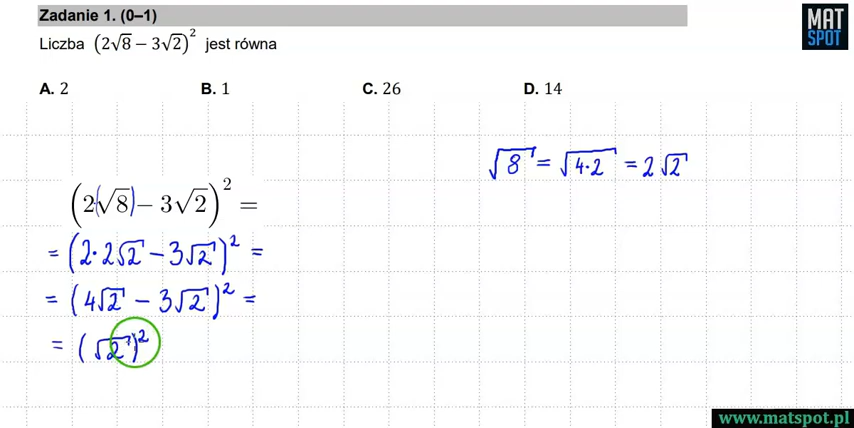 Zadanie 1. (0–1)
MAT
SPOT
Liczba (2√8 − 3√2)² jest równa
A. 2 B. 1 C. 26 D. 14
√8 = √4·2 = 2√2
(2(√8) − 3√2)² =
= (2·2√2 − 3√2)² =
= (4√2 − 3√2)² =
= (√2)²
www.matspot.pl